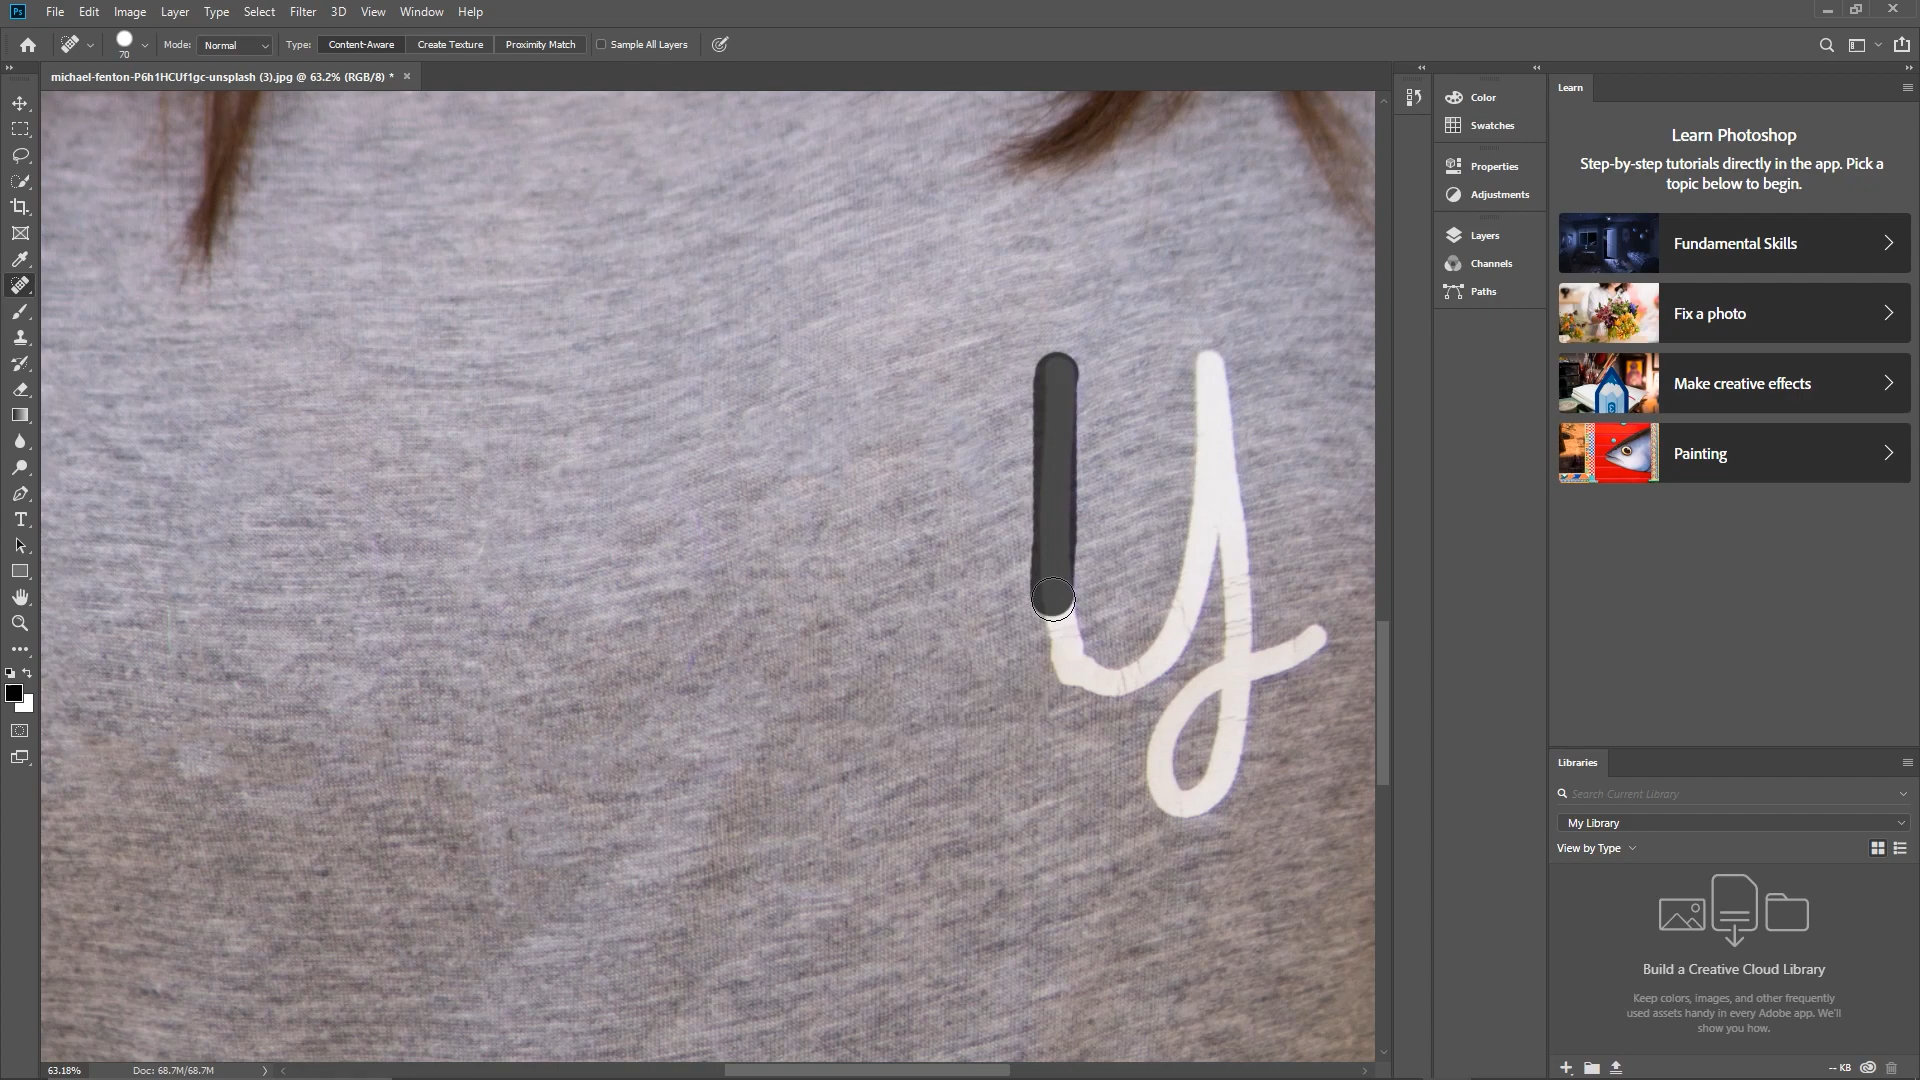 Ps File Edit Image Layer Type Select Filter 3D View Window Help
70 Mode: Normal Type: Content-Aware Create Texture Proximity Match Sample All Layers
michael-fenton-P6h1HCUf1gc-unsplash (3).jpg @ 63.2% (RGB/8) * ×
Color
Swatches
Properties
Adjustments
Layers
Channels
Paths
Learn
Learn Photoshop
Step-by-step tutorials directly in the app. Pick a
topic below to begin.
Fundamental Skills
Fix a photo
Make creative effects
Painting
y
Libraries
Search Current Library
My Library
View by Type
Build a Creative Cloud Library
Keep colors, images, and other frequently
used assets handy in every Adobe app. We'll
show you how.
-- KB
63.18% Doc: 68.7M/68.7M